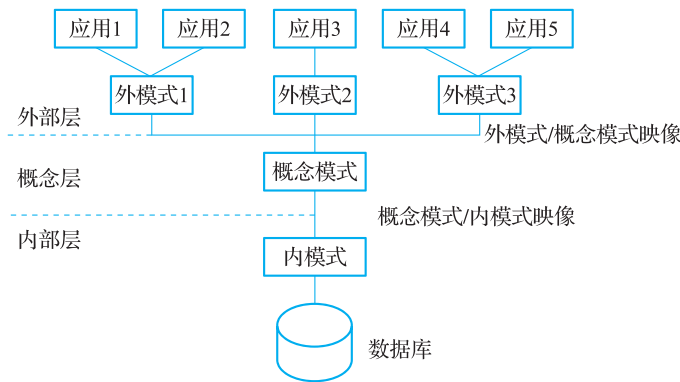 应用1 应用2 应用3 应用4 应用5
外模式1 外模式2 外模式3
外部层
外模式/概念模式映像
概念模式
概念层
概念模式/内模式映像
内部层
内模式
数据库